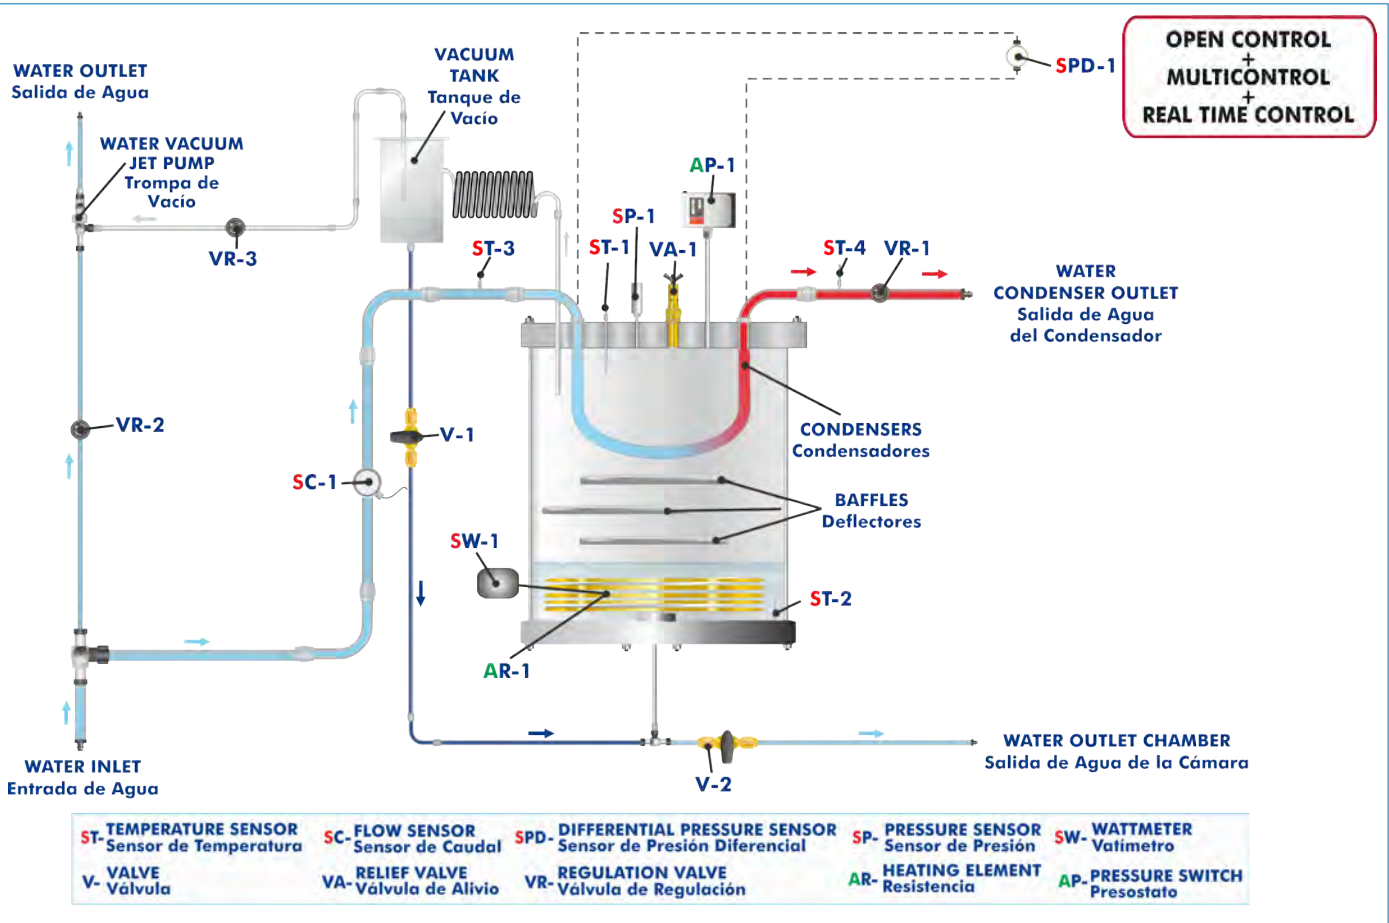 OPEN CONTROL
+
MULTICONTROL
+
REAL TIME CONTROL
SPD-1
WATER OUTLET
Salida de Agua
VACUUM
TANK
Tanque de
Vacío
WATER VACUUM
JET PUMP
Trompa de
Vacío
VR-3
AP-1
SP-1
ST-3
ST-1
VA-1
ST-4
VR-1
WATER
CONDENSER OUTLET
Salida de Agua
del Condensador
VR-2
V-1
CONDENSERS
Condensadores
SC-1
BAFFLES
Deflectores
SW-1
ST-2
AR-1
WATER INLET
Entrada de Agua
V-2
WATER OUTLET CHAMBER
Salida de Agua de la Cámara
ST- TEMPERATURE SENSOR
Sensor de Temperatura
SC- FLOW SENSOR
Sensor de Caudal
SPD- DIFFERENTIAL PRESSURE SENSOR
Sensor de Presión Diferencial
SP- PRESSURE SENSOR
Sensor de Presión
SW- WATTMETER
Vatímetro
V- VALVE
Válvula
VA- RELIEF VALVE
Válvula de Alivio
VR- REGULATION VALVE
Válvula de Regulación
AR- HEATING ELEMENT
Resistencia
AP- PRESSURE SWITCH
Presostato